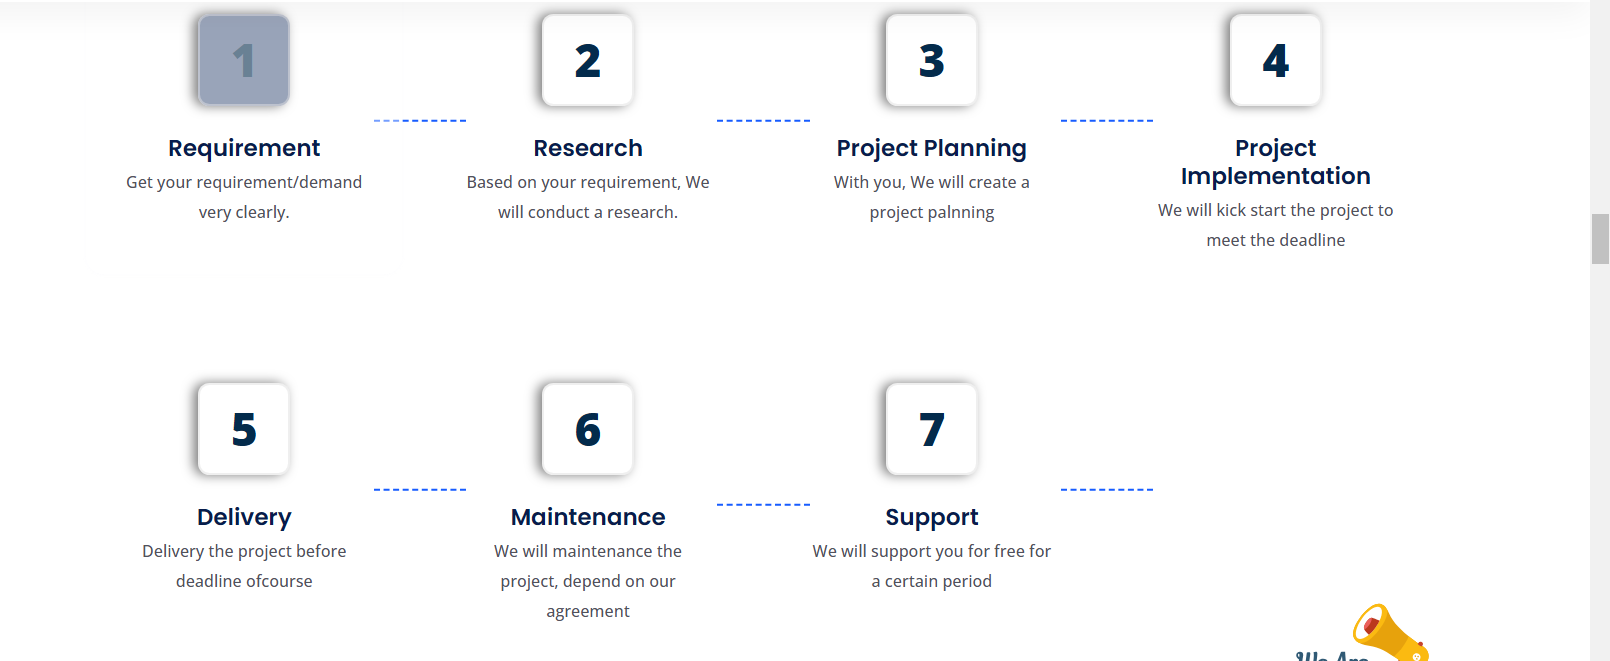 1
2
3
4
Requirement
Get your requirement/demand
very clearly.
Research
Based on your requirement, We
will conduct a research.
Project Planning
With you, We will create a
project palnning
Project
Implementation
We will kick start the project to
meet the deadline
5
6
7
Delivery
Delivery the project before
deadline ofcourse
Maintenance
We will maintenance the
project, depend on our
agreement
Support
We will support you for free for
a certain period
We Are